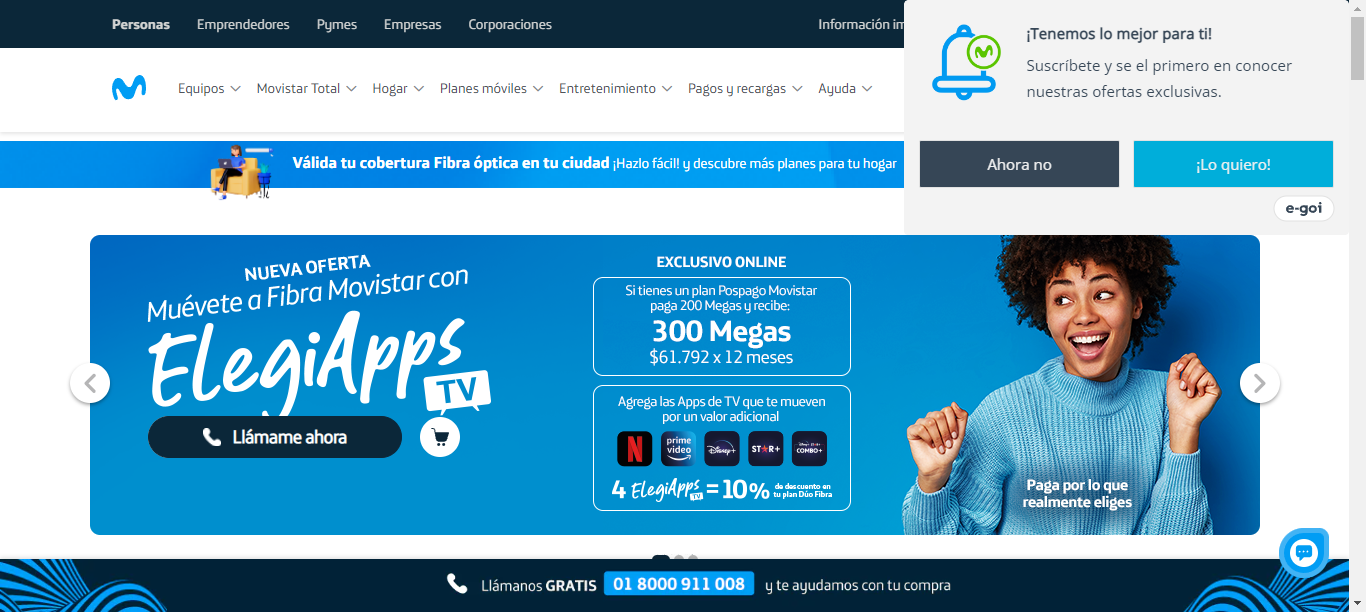 Personas Emprendedores Pymes Empresas Corporaciones Información im
¡Tenemos lo mejor para ti!
Suscríbete y se el primero en conocer
nuestras ofertas exclusivas.
Ahora no ¡Lo quiero!
e-goi
Equipos Movistar Total Hogar Planes móviles Entretenimiento Pagos y recargas Ayuda
Válida tu cobertura Fibra óptica en tu ciudad ¡Hazlo fácil! y descubre más planes para tu hogar
NUEVA OFERTA
Muévete a Fibra Movistar con
ElegiApps
TV
Llámame ahora
EXCLUSIVO ONLINE
Si tienes un plan Pospago Movistar
paga 200 Megas y recibe:
300 Megas
$61.792 x 12 meses
Agrega las Apps de TV que te mueven
por un valor adicional
N prime video Disney+ STAR+ Disney+ STAR+ COMBO+
4 ElegiApps TV = 10% de descuento en
tu plan Dúo Fibra
Paga por lo que
realmente eliges
Llámanos GRATIS 01 8000 911 008 y te ayudamos con tu compra